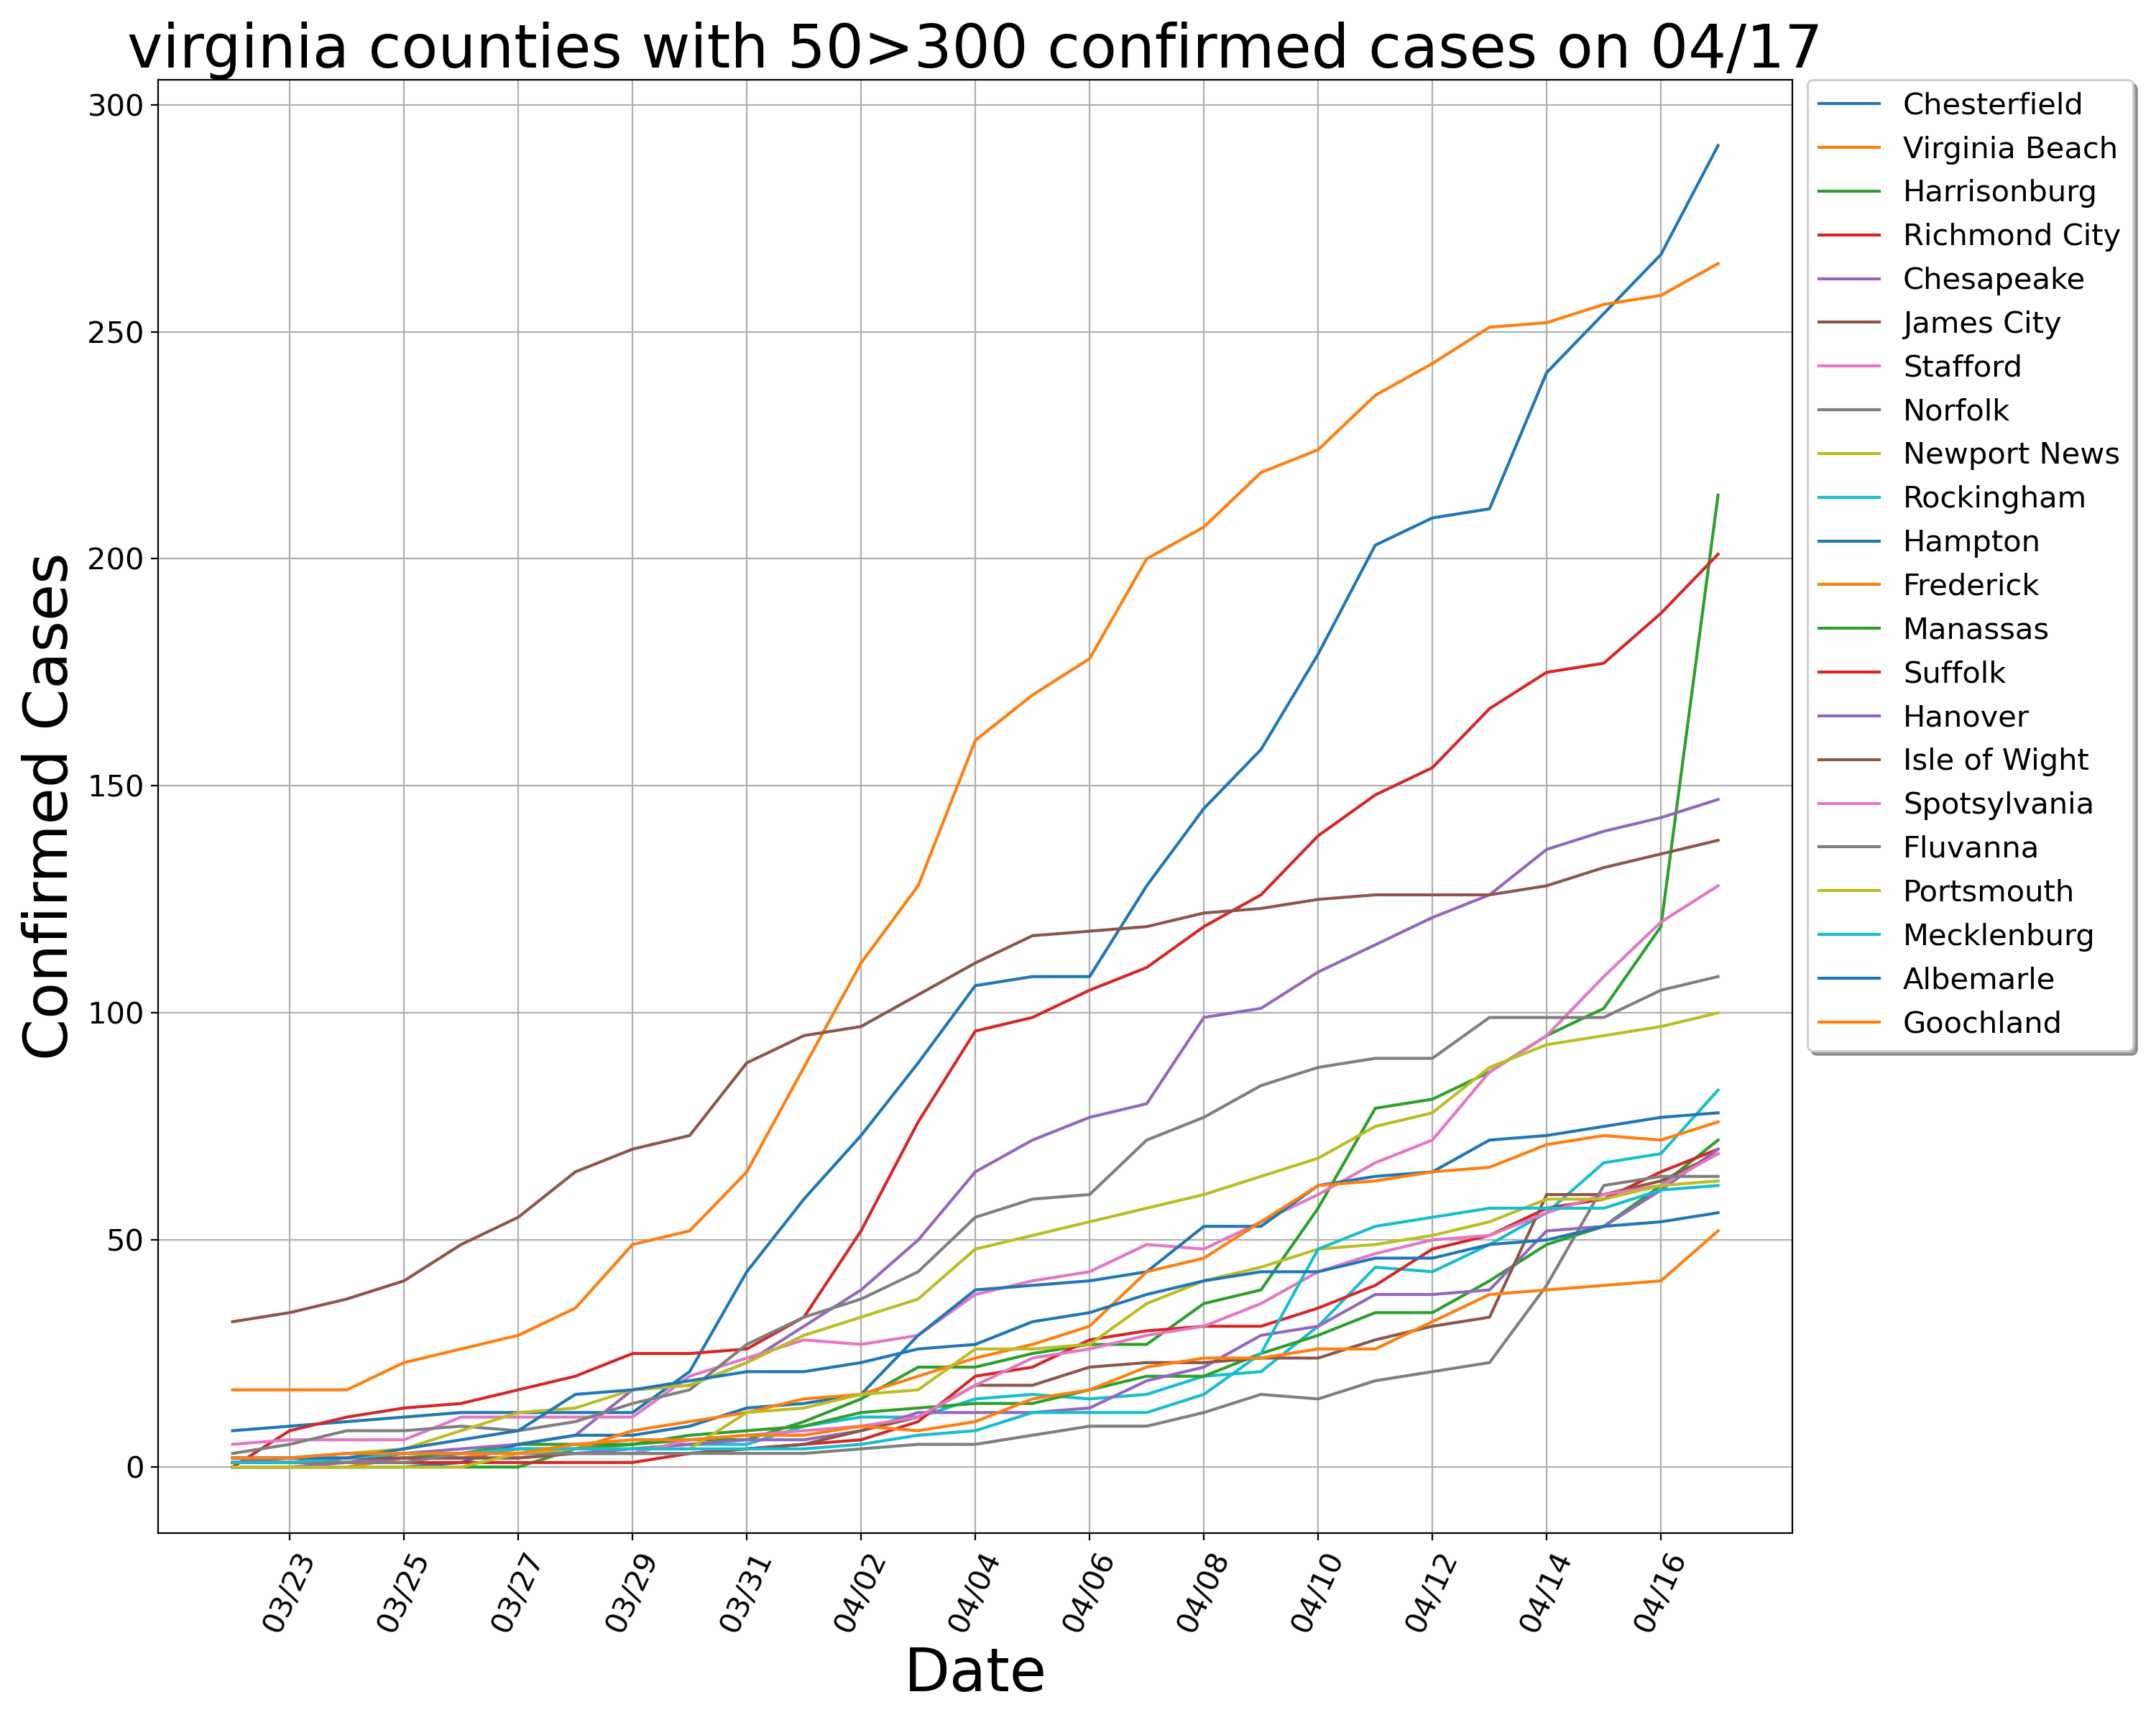 virginia counties with 50>300 confirmed cases on 04/17
300
250
200
150
100
50
0
Confirmed Cases
03/23
03/25
03/27
03/29
03/31
04/02
04/04
04/06
04/08
04/10
04/12
04/14
04/16
Date
Chesterfield
Virginia Beach
Harrisonburg
Richmond City
Chesapeake
James City
Stafford
Norfolk
Newport News
Rockingham
Hampton
Frederick
Manassas
Suffolk
Hanover
Isle of Wight
Spotsylvania
Fluvanna
Portsmouth
Mecklenburg
Albemarle
Goochland